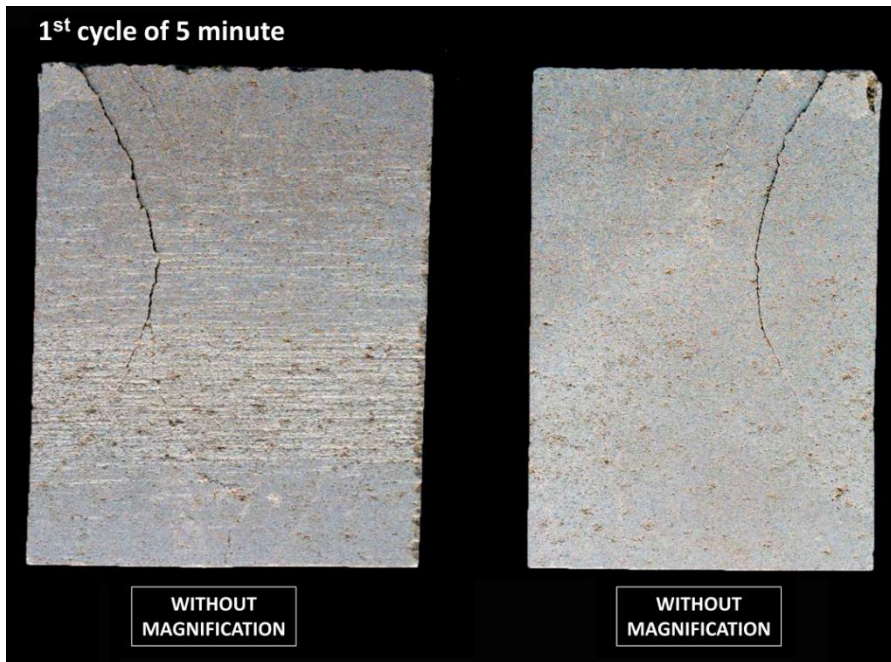 1st cycle of 5 minute
WITHOUT
MAGNIFICATION
WITHOUT
MAGNIFICATION